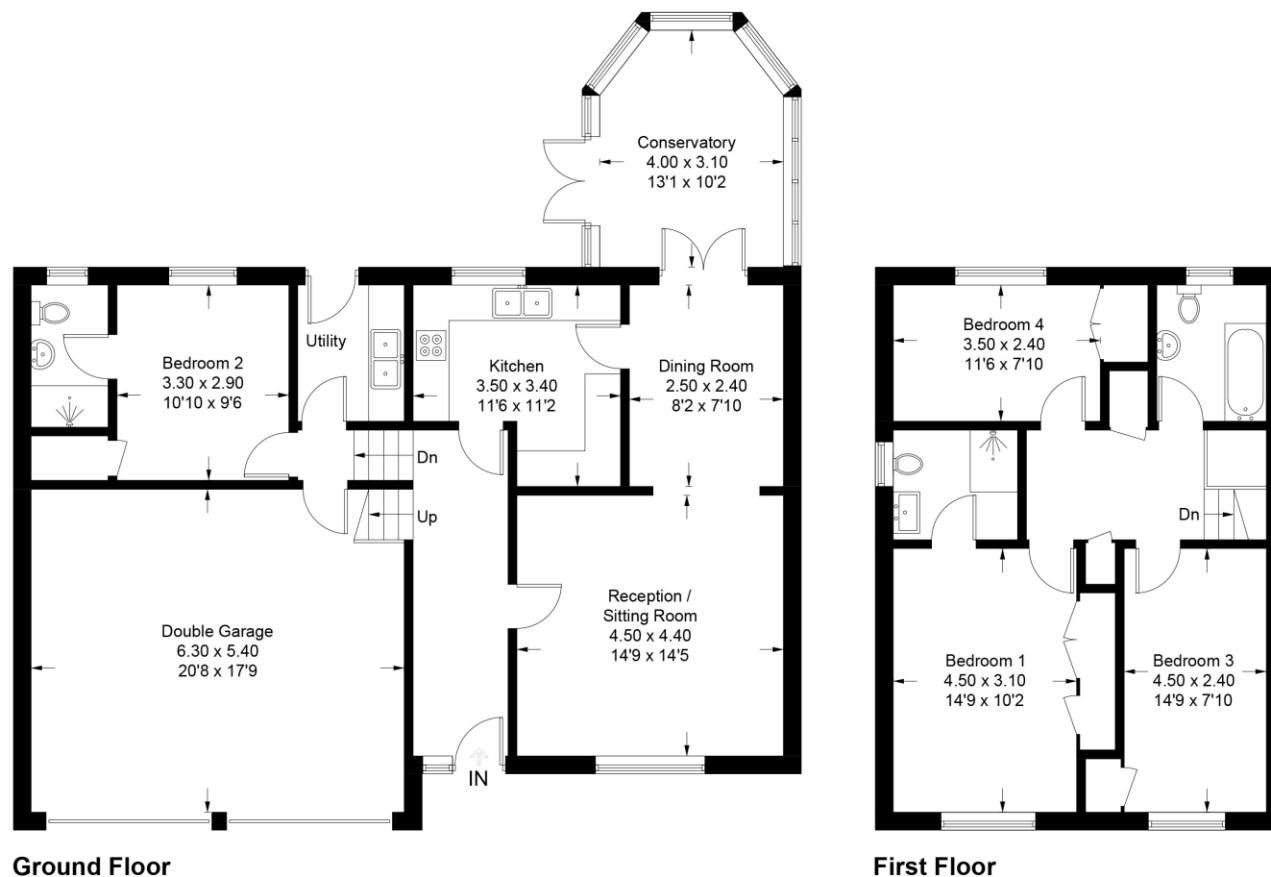 Conservatory
4.00 x 3.10
13'1 x 10'2
Utility
Bedroom 2
3.30 x 2.90
10'10 x 9'6
Kitchen
3.50 x 3.40
11'6 x 11'2
Dining Room
2.50 x 2.40
8'2 x 7'10
Dn
Up
Double Garage
6.30 x 5.40
20'8 x 17'9
Reception /
Sitting Room
4.50 x 4.40
14'9 x 14'5
IN
Ground Floor
Bedroom 4
3.50 x 2.40
11'6 x 7'10
Dn
Bedroom 1
4.50 x 3.10
14'9 x 10'2
Bedroom 3
4.50 x 2.40
14'9 x 7'10
First Floor